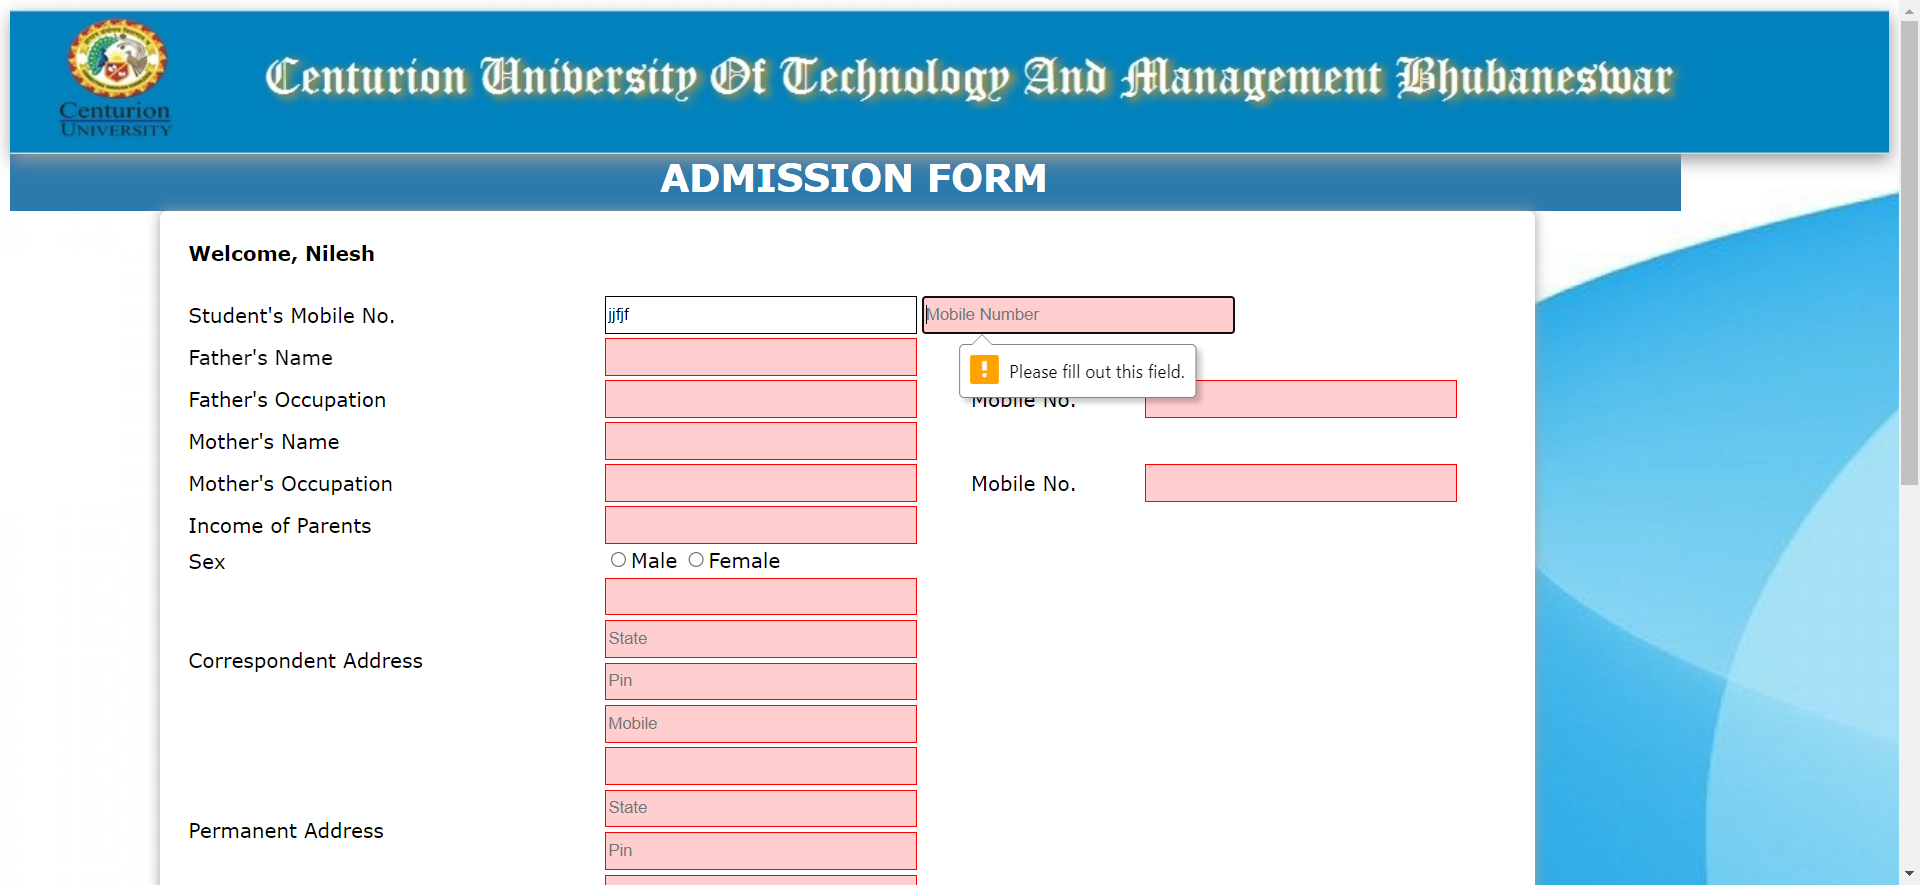 Centurion
UNIVERSITY
Centurion University Of Technology And Management Bhubaneswar
ADMISSION FORM
Welcome, Nilesh
Student's Mobile No. jjfjf Mobile Number
Please fill out this field.
Father's Name
Father's Occupation Mobile No.
Mother's Name
Mother's Occupation Mobile No.
Income of Parents
Sex Male Female
State
Correspondent Address
Pin
Mobile
State
Permanent Address
Pin